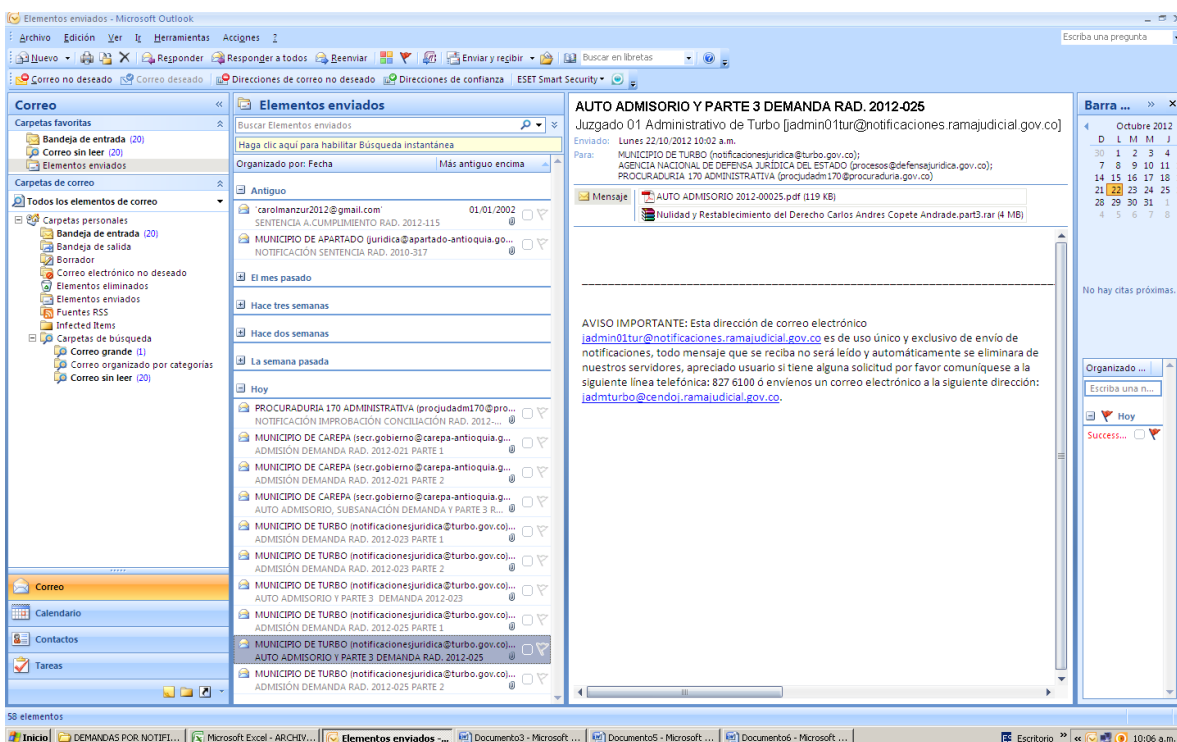 Elementos enviados - Microsoft Outlook
Archivo Edición Ver Ir Herramientas Acciones ?
Escriba una pregunta
Nuevo Responder Responder a todos Reenviar Enviar y recibir Buscar en libretas
Correo no deseado Correo deseado Direcciones de correo no deseado Direcciones de confianza ESET Smart Security
Correo
Carpetas favoritas
Bandeja de entrada (20)
Correo sin leer (20)
Elementos enviados
Carpetas de correo
Todos los elementos de correo
Carpetas personales
Bandeja de entrada (20)
Bandeja de salida
Borrador
Correo electrónico no deseado
Elementos eliminados
Elementos enviados
Fuentes RSS
Infected Items
Carpetas de búsqueda
Correo grande (1)
Correo organizado por categorías
Correo sin leer (20)
Correo
Calendario
Contactos
Tareas
Elementos enviados
Buscar Elementos enviados
Haga clic aquí para habilitar Búsqueda instantánea
Organizado por: Fecha Más antiguo encima
Antiguo
'carolmanzur2012@gmail.com' 01/01/2002
SENTENCIA A.CUMPLIMIENTO RAD. 2012-115
MUNICIPIO DE APARTADO (juridica@apartado-antioquia.go...
NOTIFICACIÓN SENTENCIA RAD. 2010-317
El mes pasado
Hace tres semanas
Hace dos semanas
La semana pasada
Hoy
PROCURADURIA 170 ADMINISTRATIVA (procjudadm170@pro...
NOTIFICACIÓN IMPROBACIÓN CONCILIACIÓN RAD. 2012-...
MUNICIPIO DE CAREPA (secr.gobierno@carepa-antioquia.g...
ADMISIÓN DEMANDA RAD. 2012-021 PARTE 1
MUNICIPIO DE CAREPA (secr.gobierno@carepa-antioquia.g...
ADMISIÓN DEMANDA RAD. 2012-021 PARTE 2
MUNICIPIO DE CAREPA (secr.gobierno@carepa-antioquia.g...
AUTO ADMISORIO, SUBSANACIÓN DEMANDA Y PARTE 3 R...
MUNICIPIO DE TURBO (notificacionesjuridica@turbo.gov.co)...
ADMISIÓN DEMANDA RAD. 2012-023 PARTE 1
MUNICIPIO DE TURBO (notificacionesjuridica@turbo.gov.co)...
ADMISIÓN DEMANDA RAD. 2012-023 PARTE 2
MUNICIPIO DE TURBO (notificacionesjuridica@turbo.gov.co)...
AUTO ADMISORIO Y PARTE 3 DEMANDA 2012-023
MUNICIPIO DE TURBO (notificacionesjuridica@turbo.gov.co)...
ADMISIÓN DEMANDA RAD. 2012-025 PARTE 1
MUNICIPIO DE TURBO (notificacionesjuridica@turbo.gov.co)...
AUTO ADMISORIO Y PARTE 3 DEMANDA RAD. 2012-025
MUNICIPIO DE TURBO (notificacionesjuridica@turbo.gov.co)...
ADMISIÓN DEMANDA RAD. 2012-025 PARTE 2
AUTO ADMISORIO Y PARTE 3 DEMANDA RAD. 2012-025
Juzgado 01 Administrativo de Turbo [jadmin01tur@notificaciones.ramajudicial.gov.co]
Enviado: Lunes 22/10/2012 10:02 a.m.
Para: MUNICIPIO DE TURBO (notificacionesjuridica@turbo.gov.co);
AGENCIA NACIONAL DE DEFENSA JURÍDICA DEL ESTADO (procesos@defensajuridica.gov.co);
PROCURADURIA 170 ADMINISTRATIVA (procjudadm170@procuraduria.gov.co)
Mensaje AUTO ADMISORIO 2012-00025.pdf (119 KB)
Nulidad y Restablecimiento del Derecho Carlos Andres Copete Andrade.part3.rar (4 MB)
AVISO IMPORTANTE: Esta dirección de correo electrónico
jadmin01tur@notificaciones.ramajudicial.gov.co es de uso único y exclusivo de envío de
notificaciones, todo mensaje que se reciba no será leído y automáticamente se eliminara de
nuestros servidores, apreciado usuario si tiene alguna solicitud por favor comuníquese a la
siguiente línea telefónica: 827 6100 ó envíenos un correo electrónico a la siguiente dirección:
jadmturbo@cendoj.ramajudicial.gov.co.
Barra ...
Octubre 2012
D L M M J
30 1 2 3 4
7 8 9 10 11
14 15 16 17 18
21 22 23 24 25
28 29 30 31 1
4 5 6 7 8
No hay citas próximas.
Organizado ...
Escriba una n...
Hoy
Success...
58 elementos
Inicio DEMANDAS POR NOTIFI... Microsoft Excel - ARCHIV... Elementos enviados -... Documento3 - Microsoft ... Documento5 - Microsoft ... Documento6 - Microsoft ... ES Escritorio 10:06 a.m.